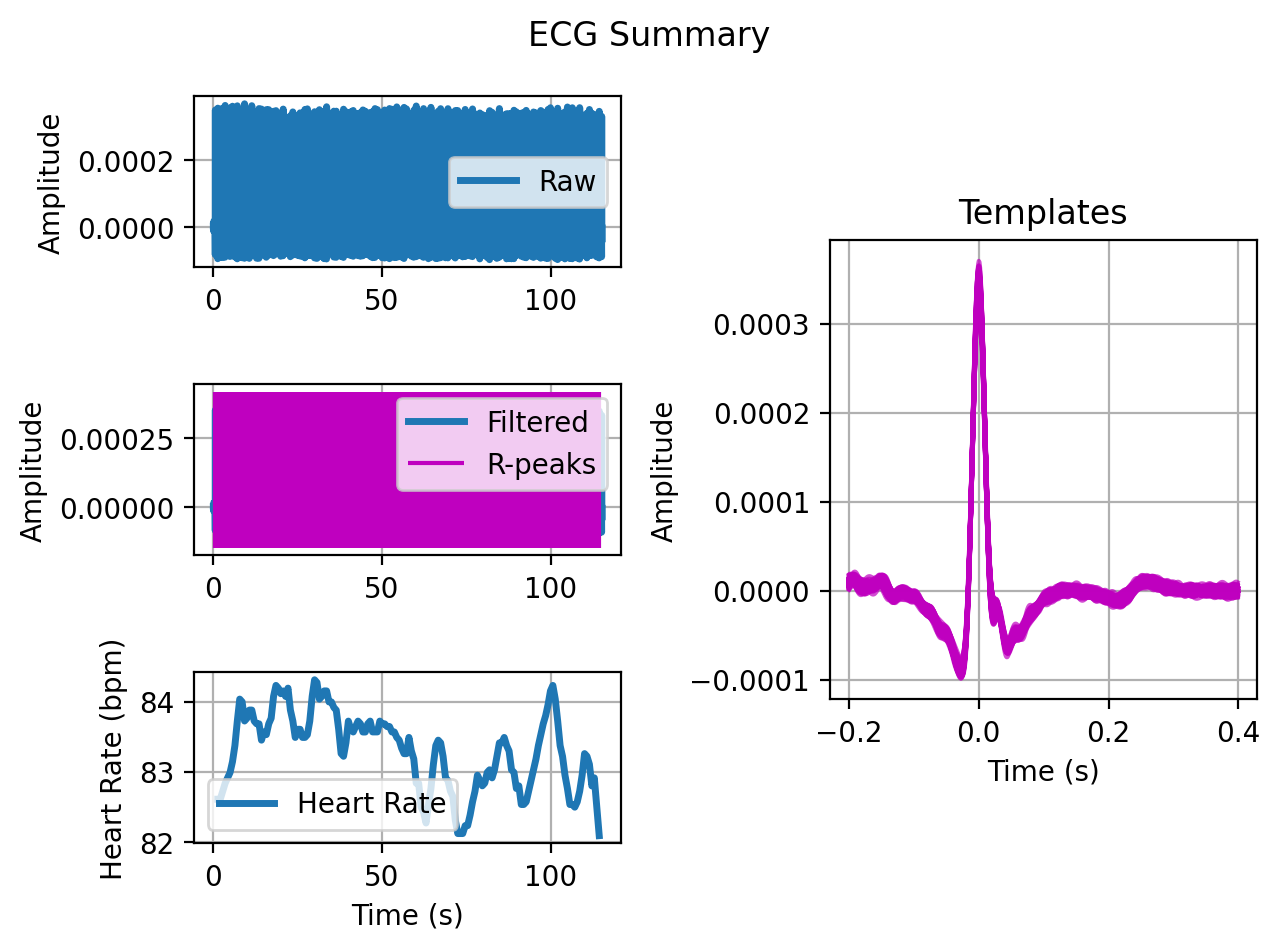 ECG Summary
Amplitude
0.0002
0.0000
Raw
0
50
100
Amplitude
0.00025
0.00000
Filtered
R-peaks
0
50
100
Heart Rate (bpm)
84
83
82
Heart Rate
0
50
100
Time (s)
Templates
Amplitude
0.0003
0.0002
0.0001
0.0000
−0.0001
−0.2
0.0
0.2
0.4
Time (s)